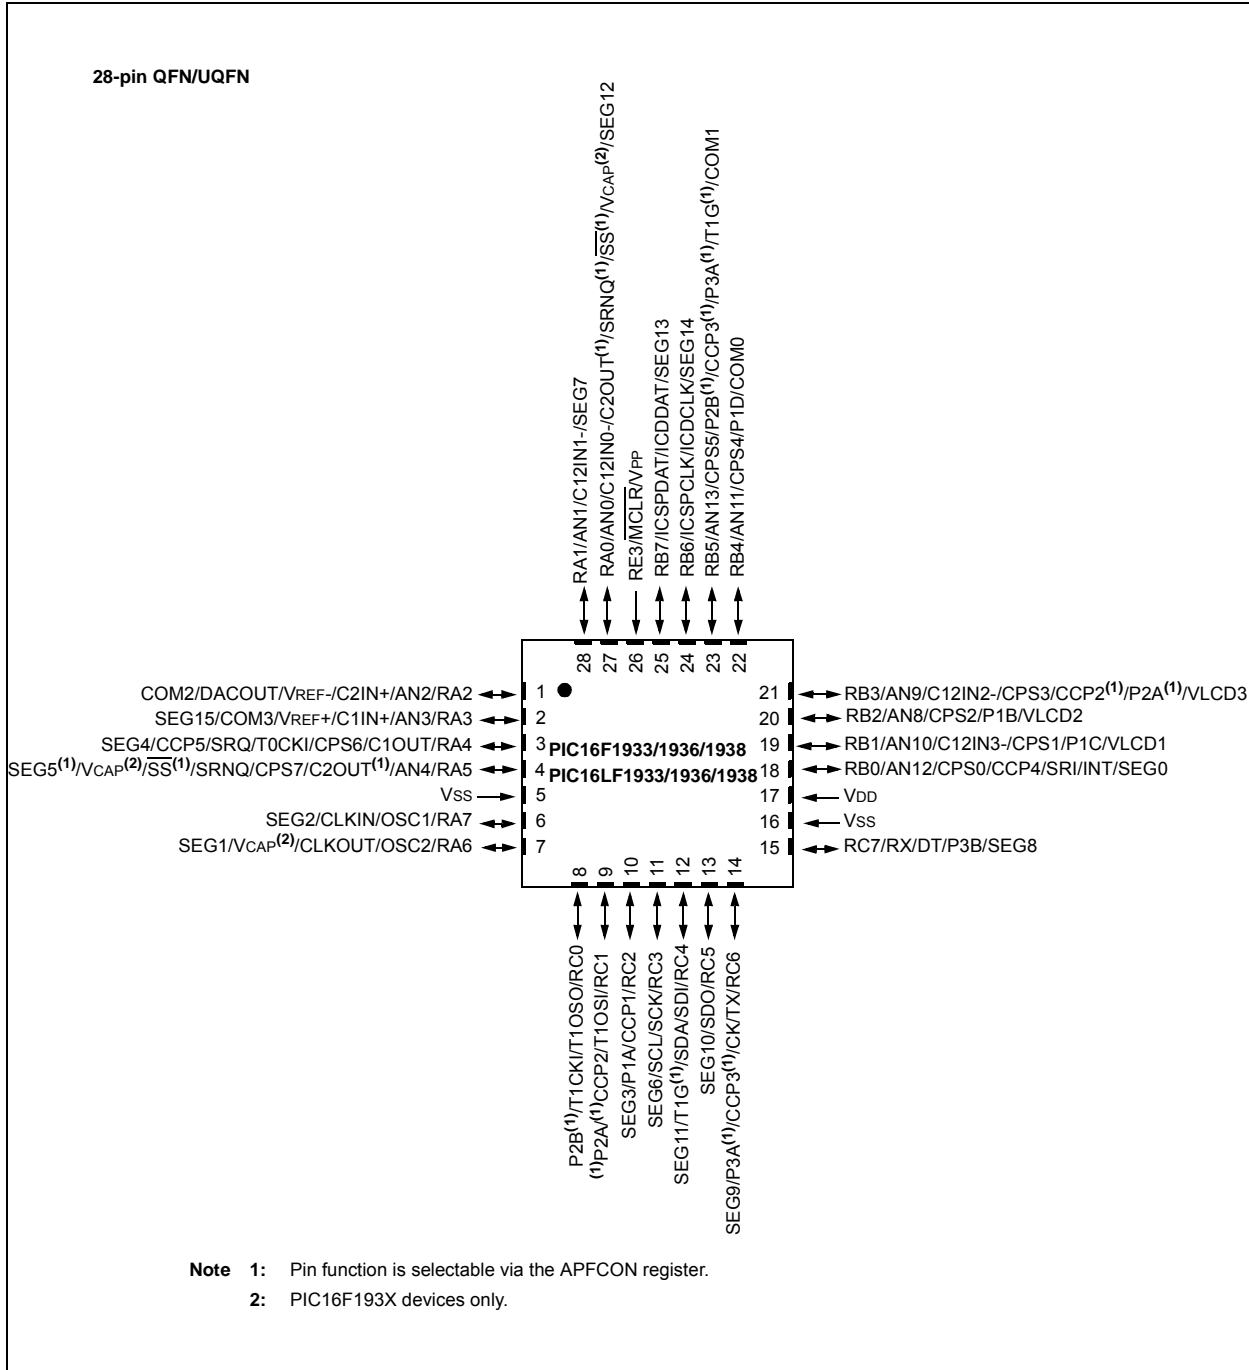 28-pin QFN/UQFN
RA1/AN1/C12IN1-/SEG7
RA0/AN0/C12IN0-/C2OUT(1)/SRNQ(1)/SS(1)/VCAP(2)/SEG12
RE3/MCLR/VPP
RB7/ICSPDAT/ICDDAT/SEG13
RB6/ICSPCLK/ICDCLK/SEG14
RB5/AN13/CPS5/P2B(1)/CCP3(1)/P3A(1)/T1G(1)/COM1
RB4/AN11/CPS4/P1D/COM0
28 27 26 25 24 23 22
COM2/DACOUT/VREF-/C2IN+/AN2/RA2 1
SEG15/COM3/VREF+/C1IN+/AN3/RA3 2
SEG4/CCP5/SRQ/T0CKI/CPS6/C1OUT/RA4 3
SEG5(1)/VCAP(2)/SS(1)/SRNQ/CPS7/C2OUT(1)/AN4/RA5 4
VSS 5
SEG2/CLKIN/OSC1/RA7 6
SEG1/VCAP(2)/CLKOUT/OSC2/RA6 7
PIC16F1933/1936/1938
PIC16LF1933/1936/1938
21 RB3/AN9/C12IN2-/CPS3/CCP2(1)/P2A(1)/VLCD3
20 RB2/AN8/CPS2/P1B/VLCD2
19 RB1/AN10/C12IN3-/CPS1/P1C/VLCD1
18 RB0/AN12/CPS0/CCP4/SRI/INT/SEG0
17 VDD
16 VSS
15 RC7/RX/DT/P3B/SEG8
8 9 10 11 12 13 14
P2B(1)/T1CKI/T1OSO/RC0
(1)P2A/(1)CCP2/T1OSI/RC1
SEG3/P1A/CCP1/RC2
SEG6/SCL/SCK/RC3
SEG11/T1G(1)/SDA/SDI/RC4
SEG10/SDO/RC5
SEG9/P3A(1)/CCP3(1)/CK/TX/RC6
Note 1: Pin function is selectable via the APFCON register.
2: PIC16F193X devices only.